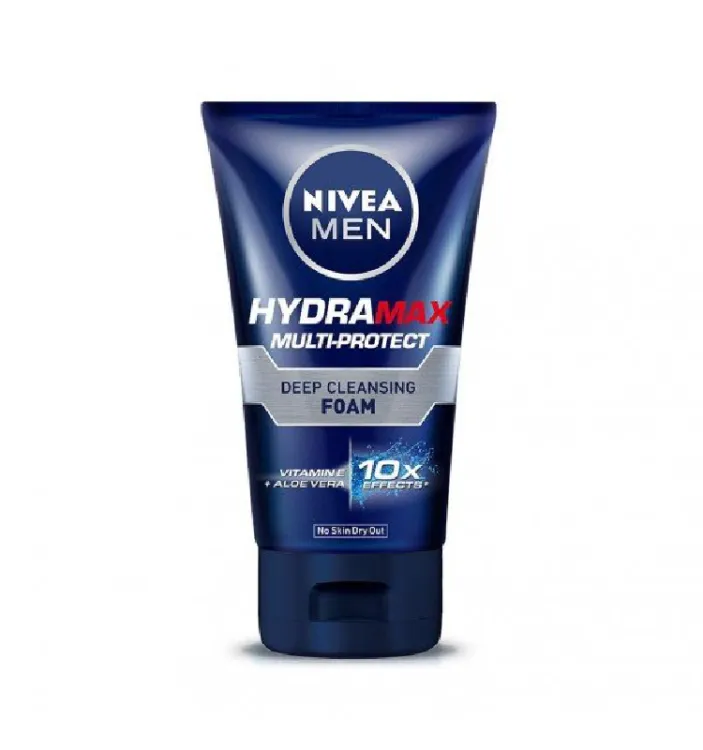 NIVEA
MEN
HYDRAMAX
MULTI-PROTECT
DEEP CLEANSING
FOAM
VITAMIN E
+ ALOE VERA
10x
EFFECTS*
No Skin Dry Out